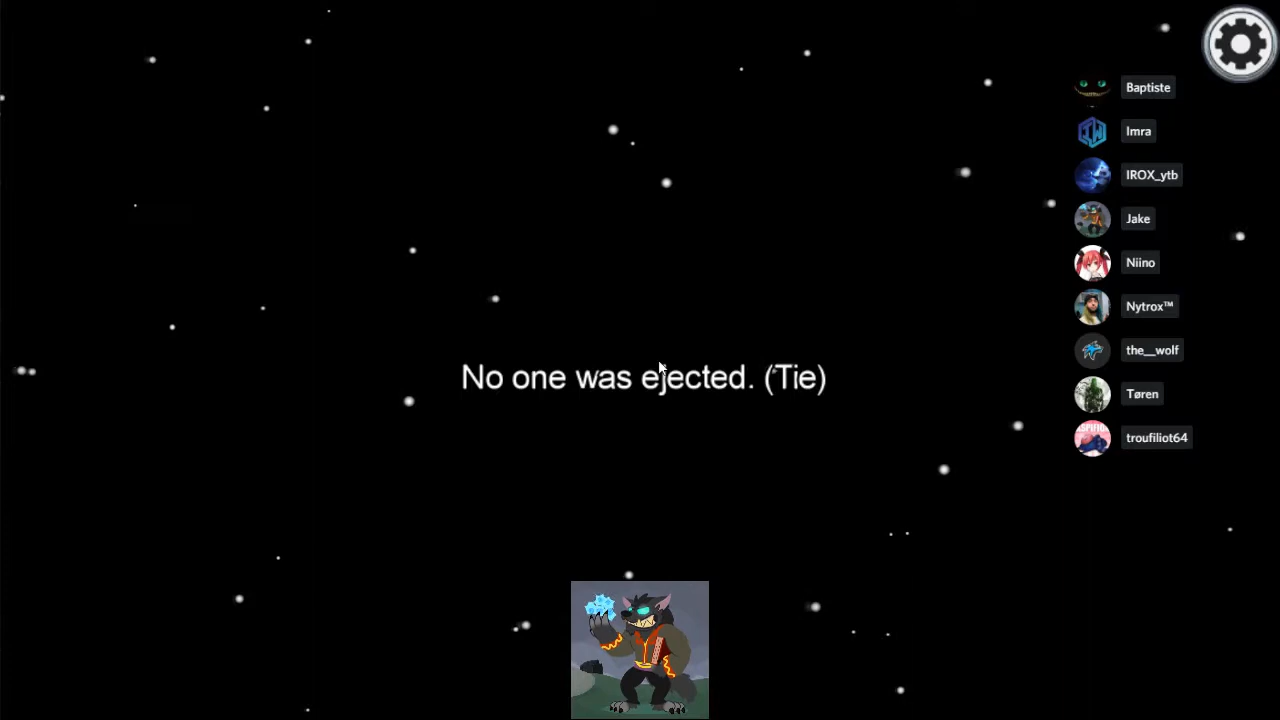 Baptiste
Imra
IROX_ytb
Jake
Niino
Nytrox™
the__wolf
No one was ejected. (Tie)
Tøren
troufiliot64